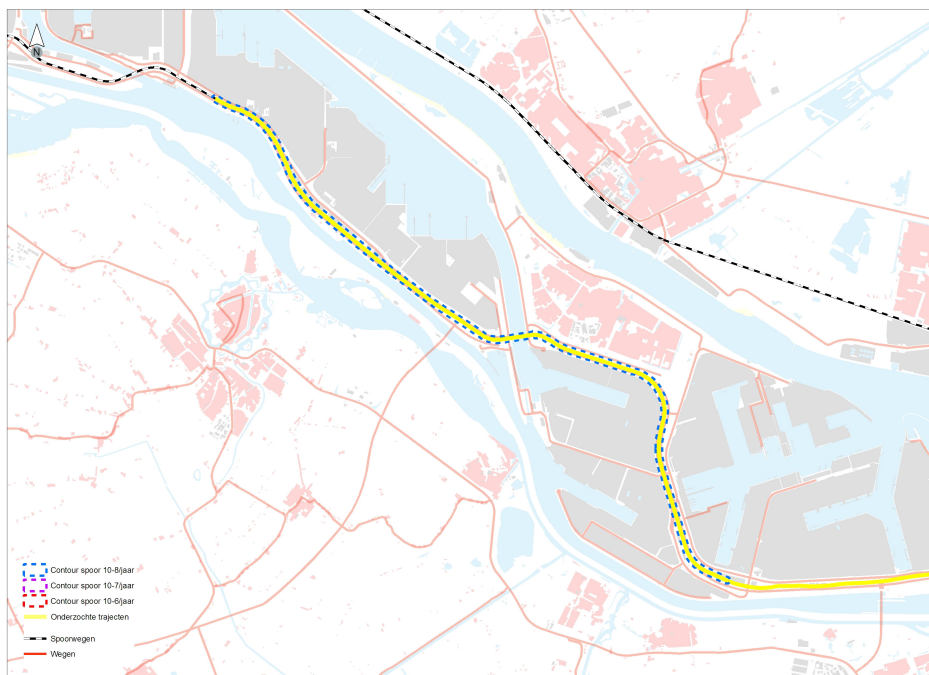 N
Contour spoor 10-8/jaar
Contour spoor 10-7/jaar
Contour spoor 10-6/jaar
Onderzochte trajecten
Spoorwegen
Wegen